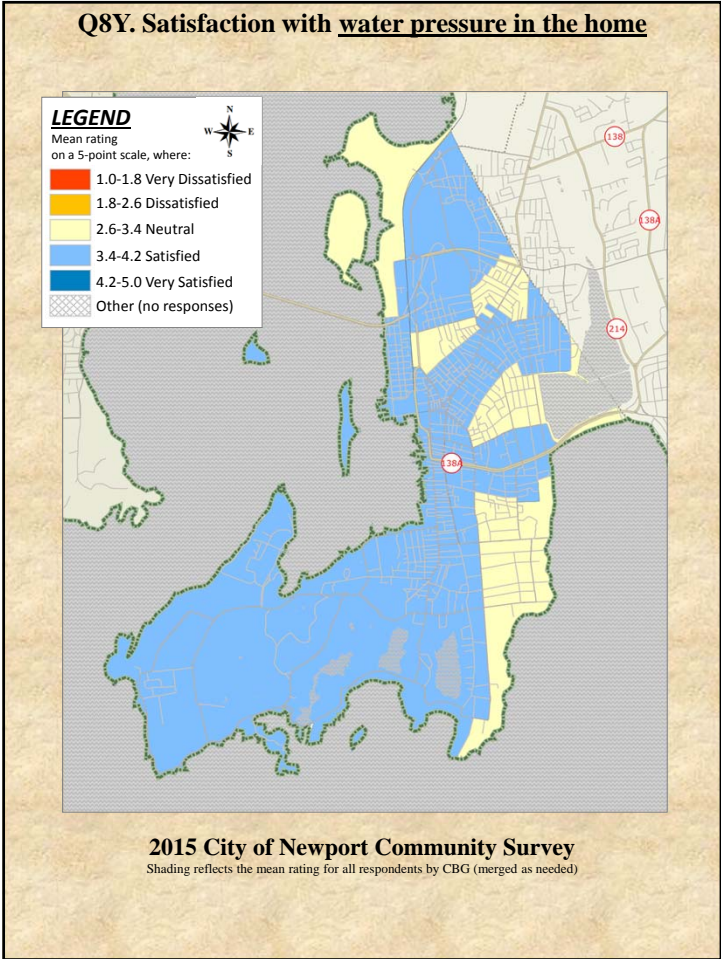 Q8Y. Satisfaction with water pressure in the home
LEGEND
Mean rating
on a 5-point scale, where:
N
W E
S
1.0-1.8 Very Dissatisfied
1.8-2.6 Dissatisfied
2.6-3.4 Neutral
3.4-4.2 Satisfied
4.2-5.0 Very Satisfied
Other (no responses)
138
138A
214
138A
2015 City of Newport Community Survey
Shading reflects the mean rating for all respondents by CBG (merged as needed)